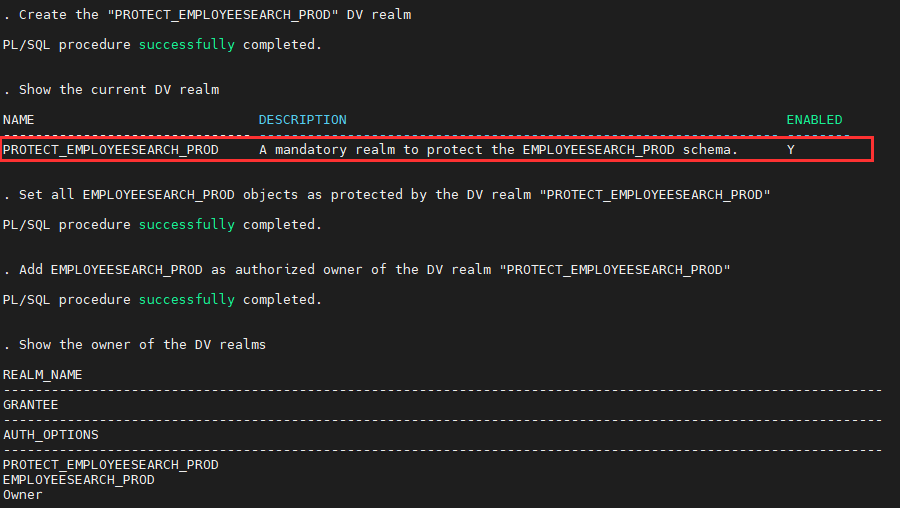 . Create the "PROTECT_EMPLOYEESEARCH_PROD" DV realm
PL/SQL procedure successfully completed.
. Show the current DV realm
NAME DESCRIPTION ENABLED
------------------------------- ----------------------------------------------------------------- --------
PROTECT_EMPLOYEESEARCH_PROD A mandatory realm to protect the EMPLOYEESEARCH_PROD schema. Y
. Set all EMPLOYEESEARCH_PROD objects as protected by the DV realm "PROTECT_EMPLOYEESEARCH_PROD"
PL/SQL procedure successfully completed.
. Add EMPLOYEESEARCH_PROD as authorized owner of the DV realm "PROTECT_EMPLOYEESEARCH_PROD"
PL/SQL procedure successfully completed.
. Show the owner of the DV realms
REALM_NAME
--------------------------------------------------------------------------------------------------------------
GRANTEE
--------------------------------------------------------------------------------------------------------------
AUTH_OPTIONS
--------------------------------------------------------------------------------------------------------------
PROTECT_EMPLOYEESEARCH_PROD
EMPLOYEESEARCH_PROD
Owner